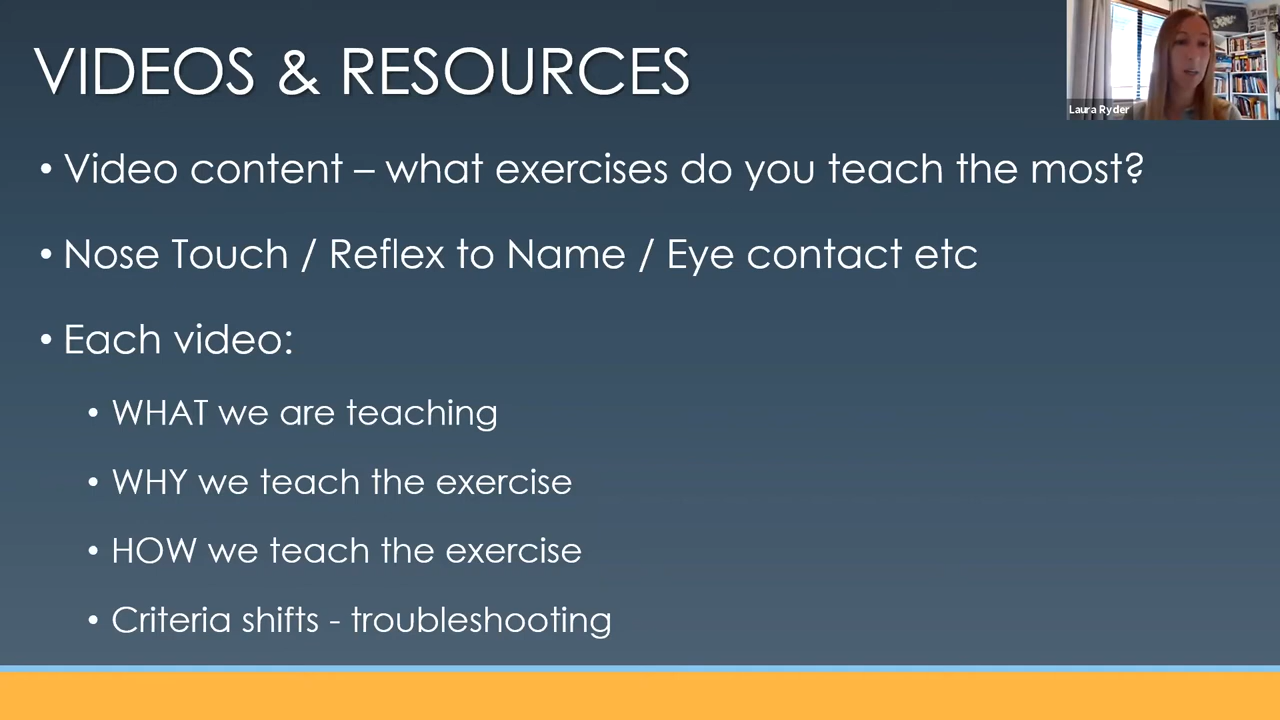 VIDEOS & RESOURCES
Laura Ryder
• Video content – what exercises do you teach the most?
• Nose Touch / Reflex to Name / Eye contact etc
• Each video:
• WHAT we are teaching
• WHY we teach the exercise
• HOW we teach the exercise
• Criteria shifts - troubleshooting